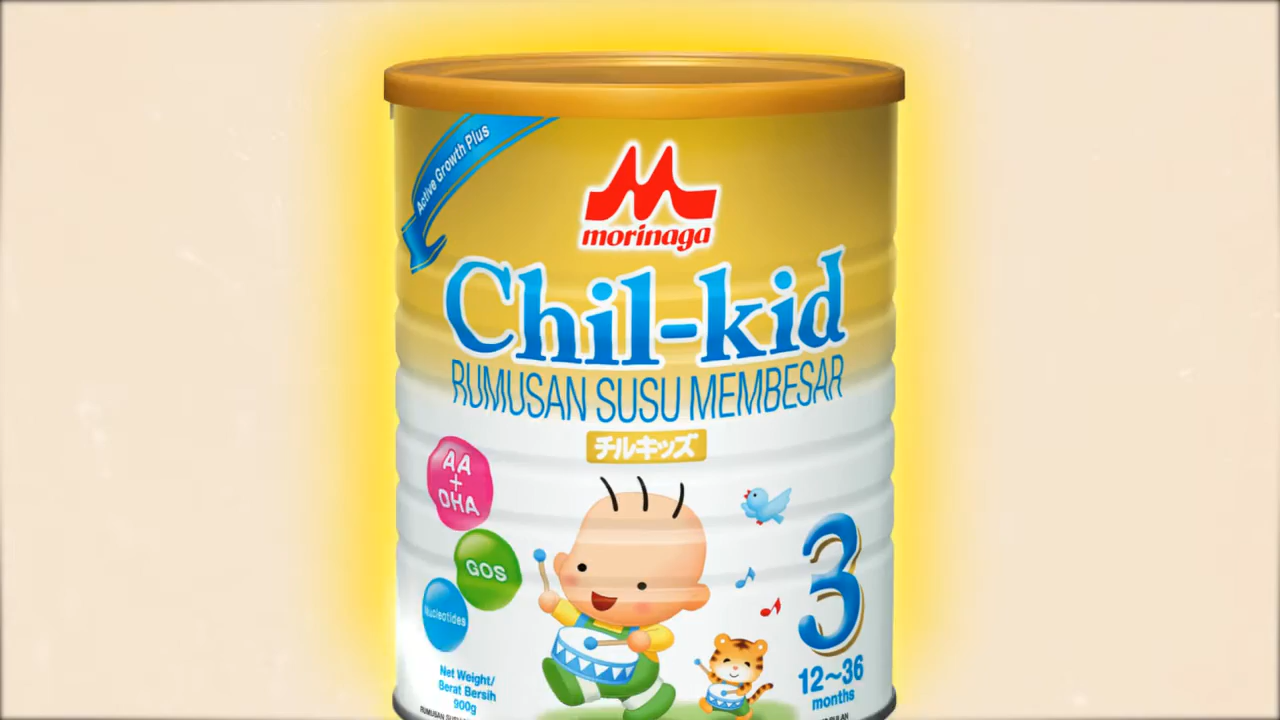 Active Growth Plus
morinaga
Chil-kid
RUMUSAN SUSU MEMBESAR
チルキッズ
AA
+
DHA
GOS
Nucleotides
3
12~36
months
Net Weight/
Berat Bersih
900g